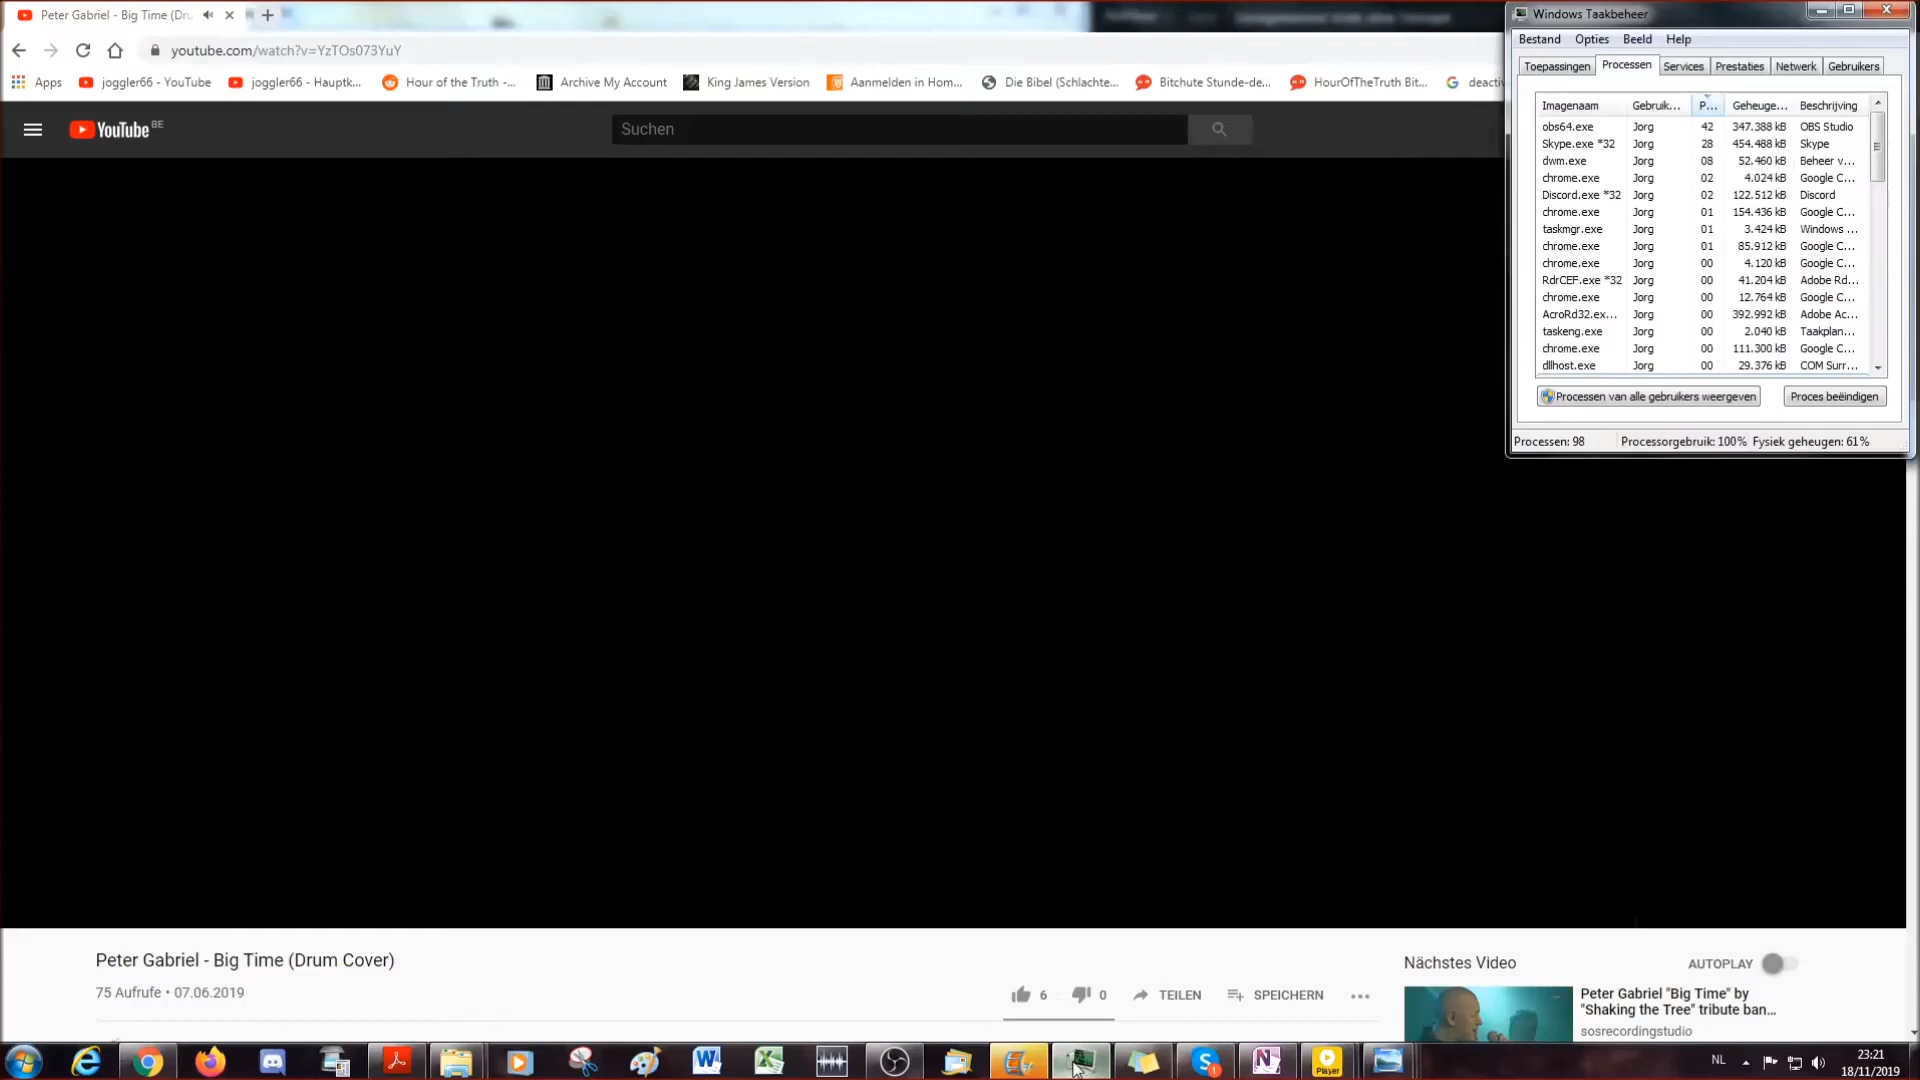 Peter Gabriel - Big Time (Dru
youtube.com/watch?v=YzTOs073YuY
Apps
joggler66 - YouTube
joggler66 - Hauptk...
Hour of the Truth -...
Archive My Account
King James Version
Aanmelden in Hom...
Die Bibel (Schlachte...
Bitchute Stunde-de...
HourOfTheTruth Bit...
deactiv
YouTube BE
Suchen
Windows Taakbeheer
Bestand Opties Beeld Help
Toepassingen Processen Services Prestaties Netwerk Gebruikers
Imagenaam Gebruik... P... Geheuge... Beschrijving
obs64.exe Jorg 42 347.388 kB OBS Studio
Skype.exe *32 Jorg 28 454.488 kB Skype
dwm.exe Jorg 08 52.460 kB Beheer v...
chrome.exe Jorg 02 4.024 kB Google C...
Discord.exe *32 Jorg 02 122.512 kB Discord
chrome.exe Jorg 01 154.436 kB Google C...
taskmgr.exe Jorg 01 3.424 kB Windows ...
chrome.exe Jorg 01 85.912 kB Google C...
chrome.exe Jorg 00 4.120 kB Google C...
RdrCEF.exe *32 Jorg 00 41.204 kB Adobe Rd...
chrome.exe Jorg 00 12.764 kB Google C...
AcroRd32.ex... Jorg 00 392.992 kB Adobe Ac...
taskeng.exe Jorg 00 2.040 kB Taakplan...
chrome.exe Jorg 00 111.300 kB Google C...
dllhost.exe Jorg 00 29.376 kB COM Surr...
Processen van alle gebruikers weergeven Proces beëindigen
Processen: 98 Processorgebruik: 100% Fysiek geheugen: 61%
Peter Gabriel - Big Time (Drum Cover)
75 Aufrufe • 07.06.2019
6 0 TEILEN SPEICHERN
Nächstes Video AUTOPLAY
Peter Gabriel "Big Time" by
"Shaking the Tree" tribute ban...
sosrecordingstudio
Player
NL
23:21
18/11/2019